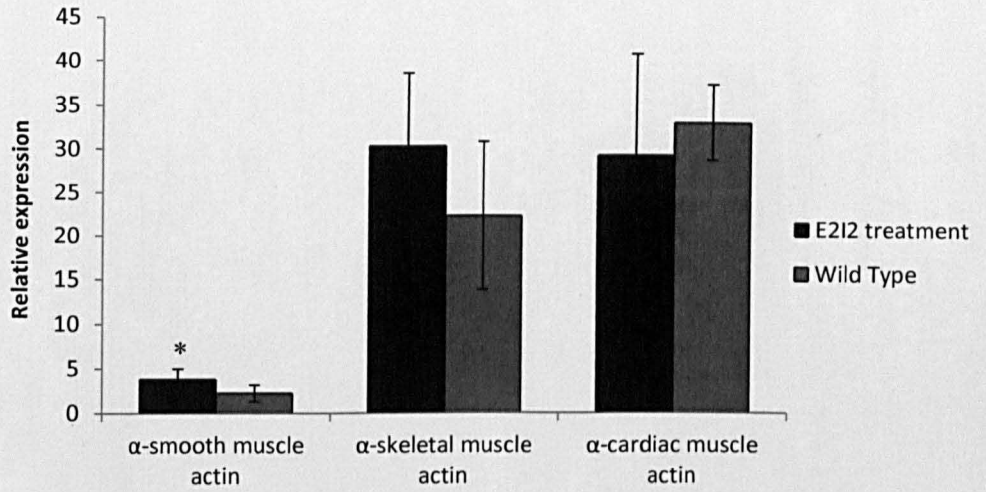 45
40
35
30
25
20
15
10
5
0
Relative expression
*
α-smooth muscle
actin
α-skeletal muscle
actin
α-cardiac muscle
actin
E2I2 treatment
Wild Type